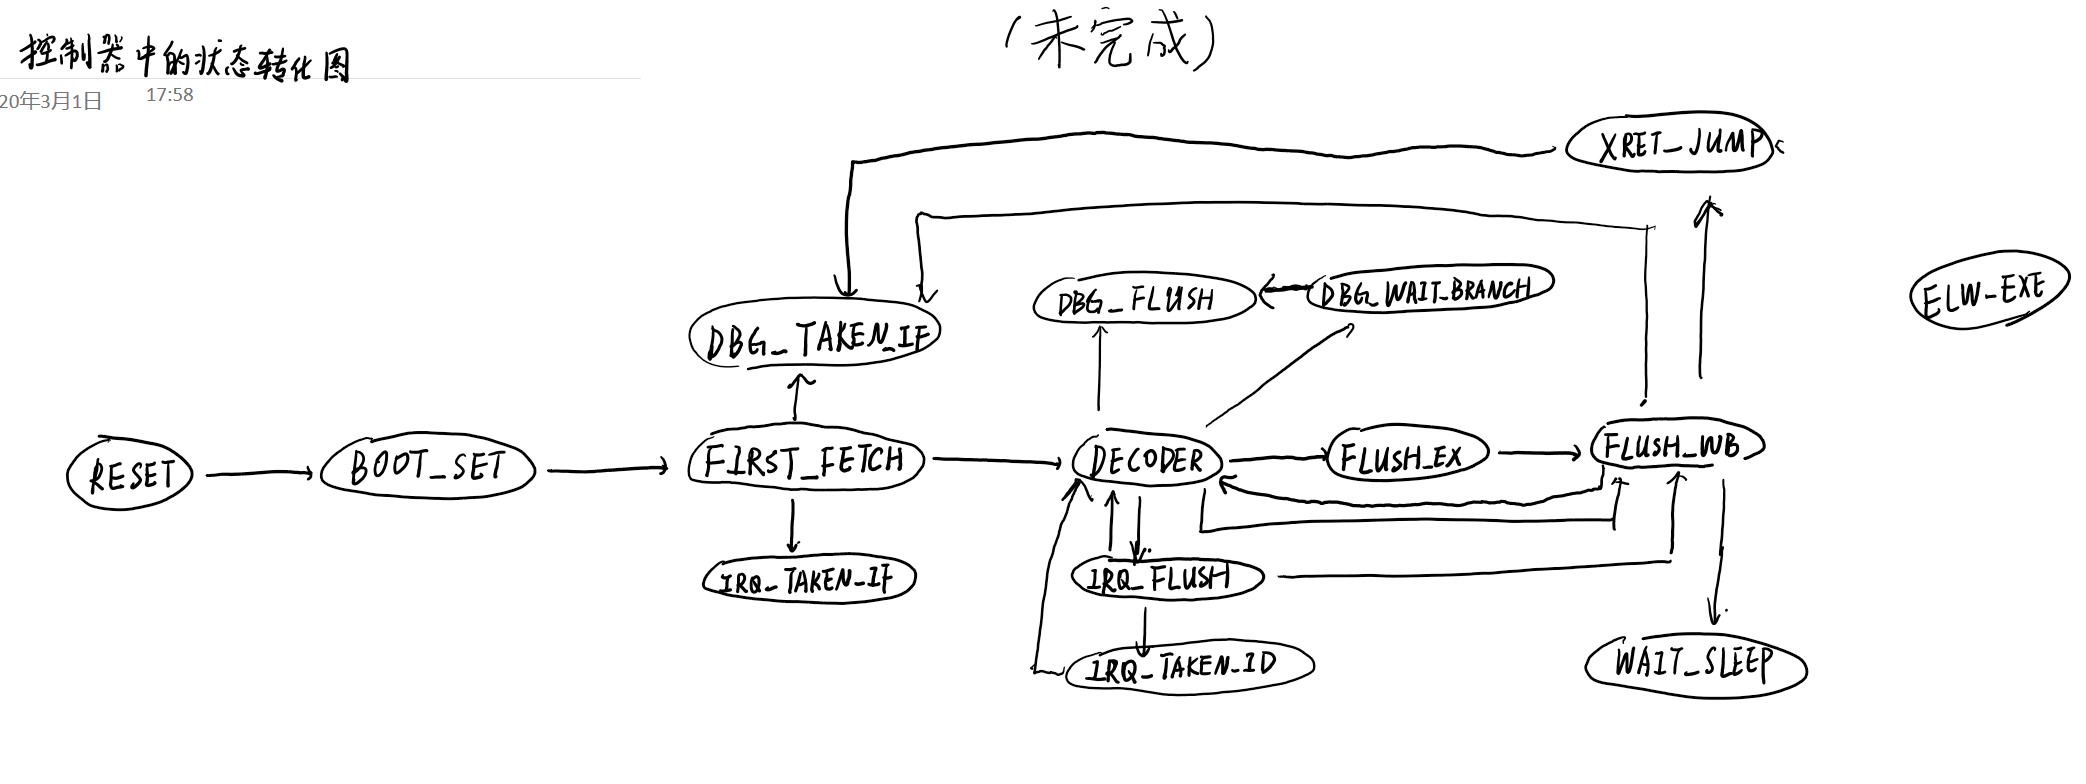 (未完成)
控制器中的状态转化图
20年3月1日 17:58
XRET_JUMP
DBG_FLUSH
DBG_WAIT_BRANCH
ELW-EXE
DBG_TAKEN_IF
RESET
BOOT_SET
FIRST_FETCH
DECODER
FLUSH_EX
FLUSH_WB
IRQ_TAKEN_IF
IRQ_FLUSH
IRQ_TAKEN_ID
WAIT_SLEEP